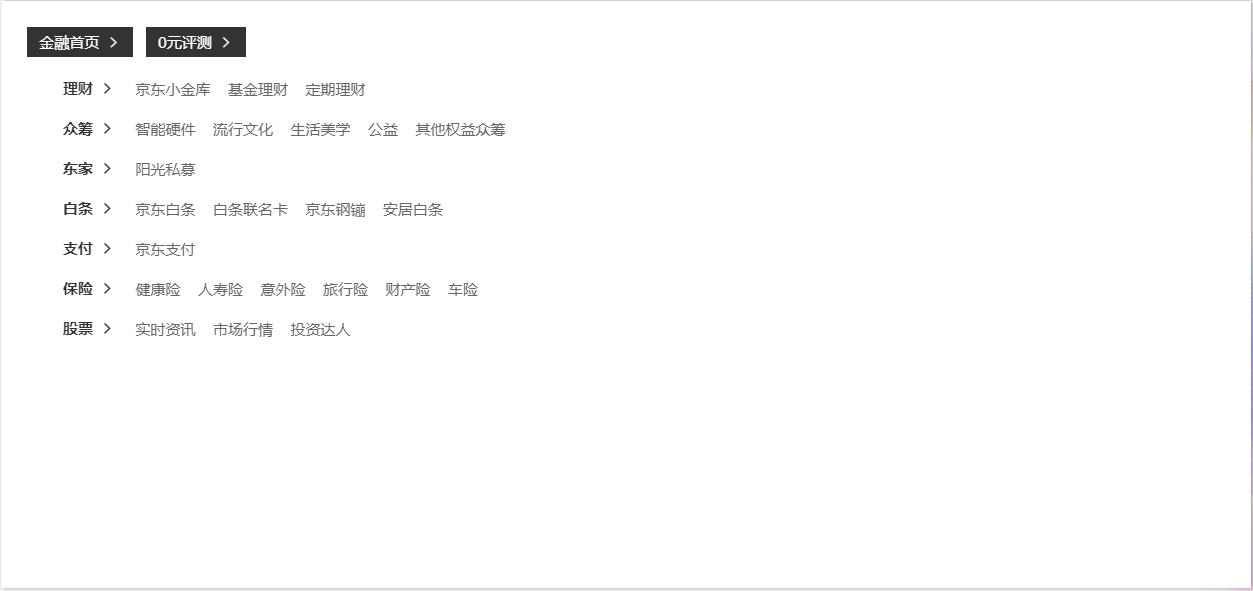 金融首页 > 0元评测 >
理财 > 京东小金库 基金理财 定期理财
众筹 > 智能硬件 流行文化 生活美学 公益 其他权益众筹
东家 > 阳光私募
白条 > 京东白条 白条联名卡 京东钢镚 安居白条
支付 > 京东支付
保险 > 健康险 人寿险 意外险 旅行险 财产险 车险
股票 > 实时资讯 市场行情 投资达人